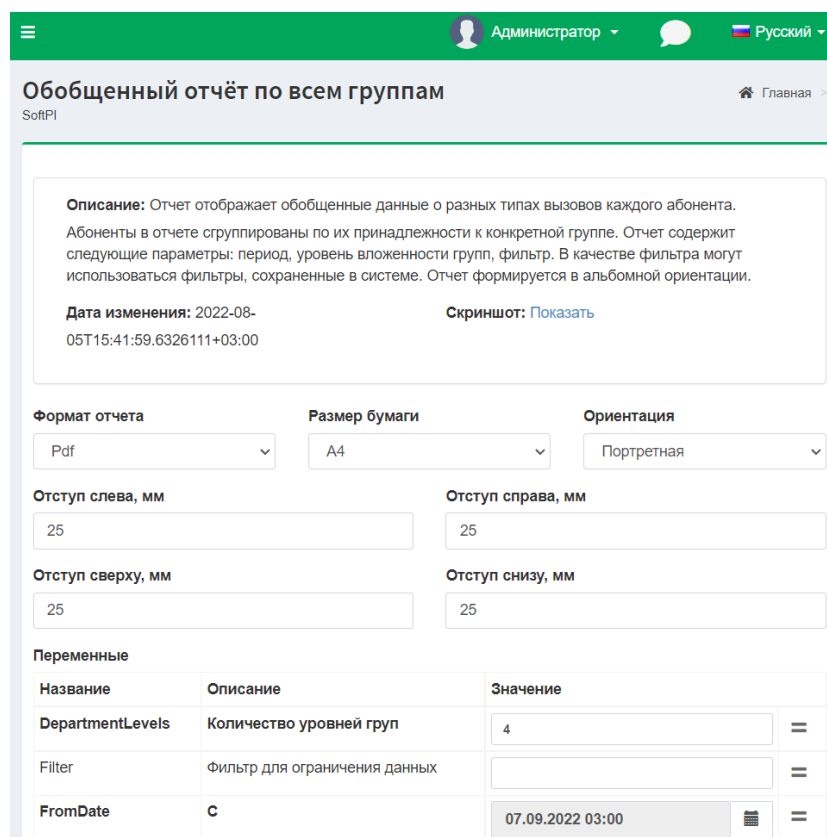 Администратор
Русский
Обобщенный отчёт по всем группам
Главная >
SoftPI
Описание: Отчет отображает обобщенные данные о разных типах вызовов каждого абонента.
Абоненты в отчете сгруппированы по их принадлежности к конкретной группе. Отчет содержит
следующие параметры: период, уровень вложенности групп, фильтр. В качестве фильтра могут
использоваться фильтры, сохраненные в системе. Отчет формируется в альбомной ориентации.
Дата изменения: 2022-08-
05T15:41:59.6326111+03:00
Скриншот: Показать
Формат отчета
Размер бумаги
Ориентация
Pdf
A4
Портретная
Отступ слева, мм
Отступ справа, мм
25
25
Отступ сверху, мм
Отступ снизу, мм
25
25
Переменные
Название
Описание
Значение
DepartmentLevels
Количество уровней груп
4
Filter
Фильтр для ограничения данных
FromDate
С
07.09.2022 03:00